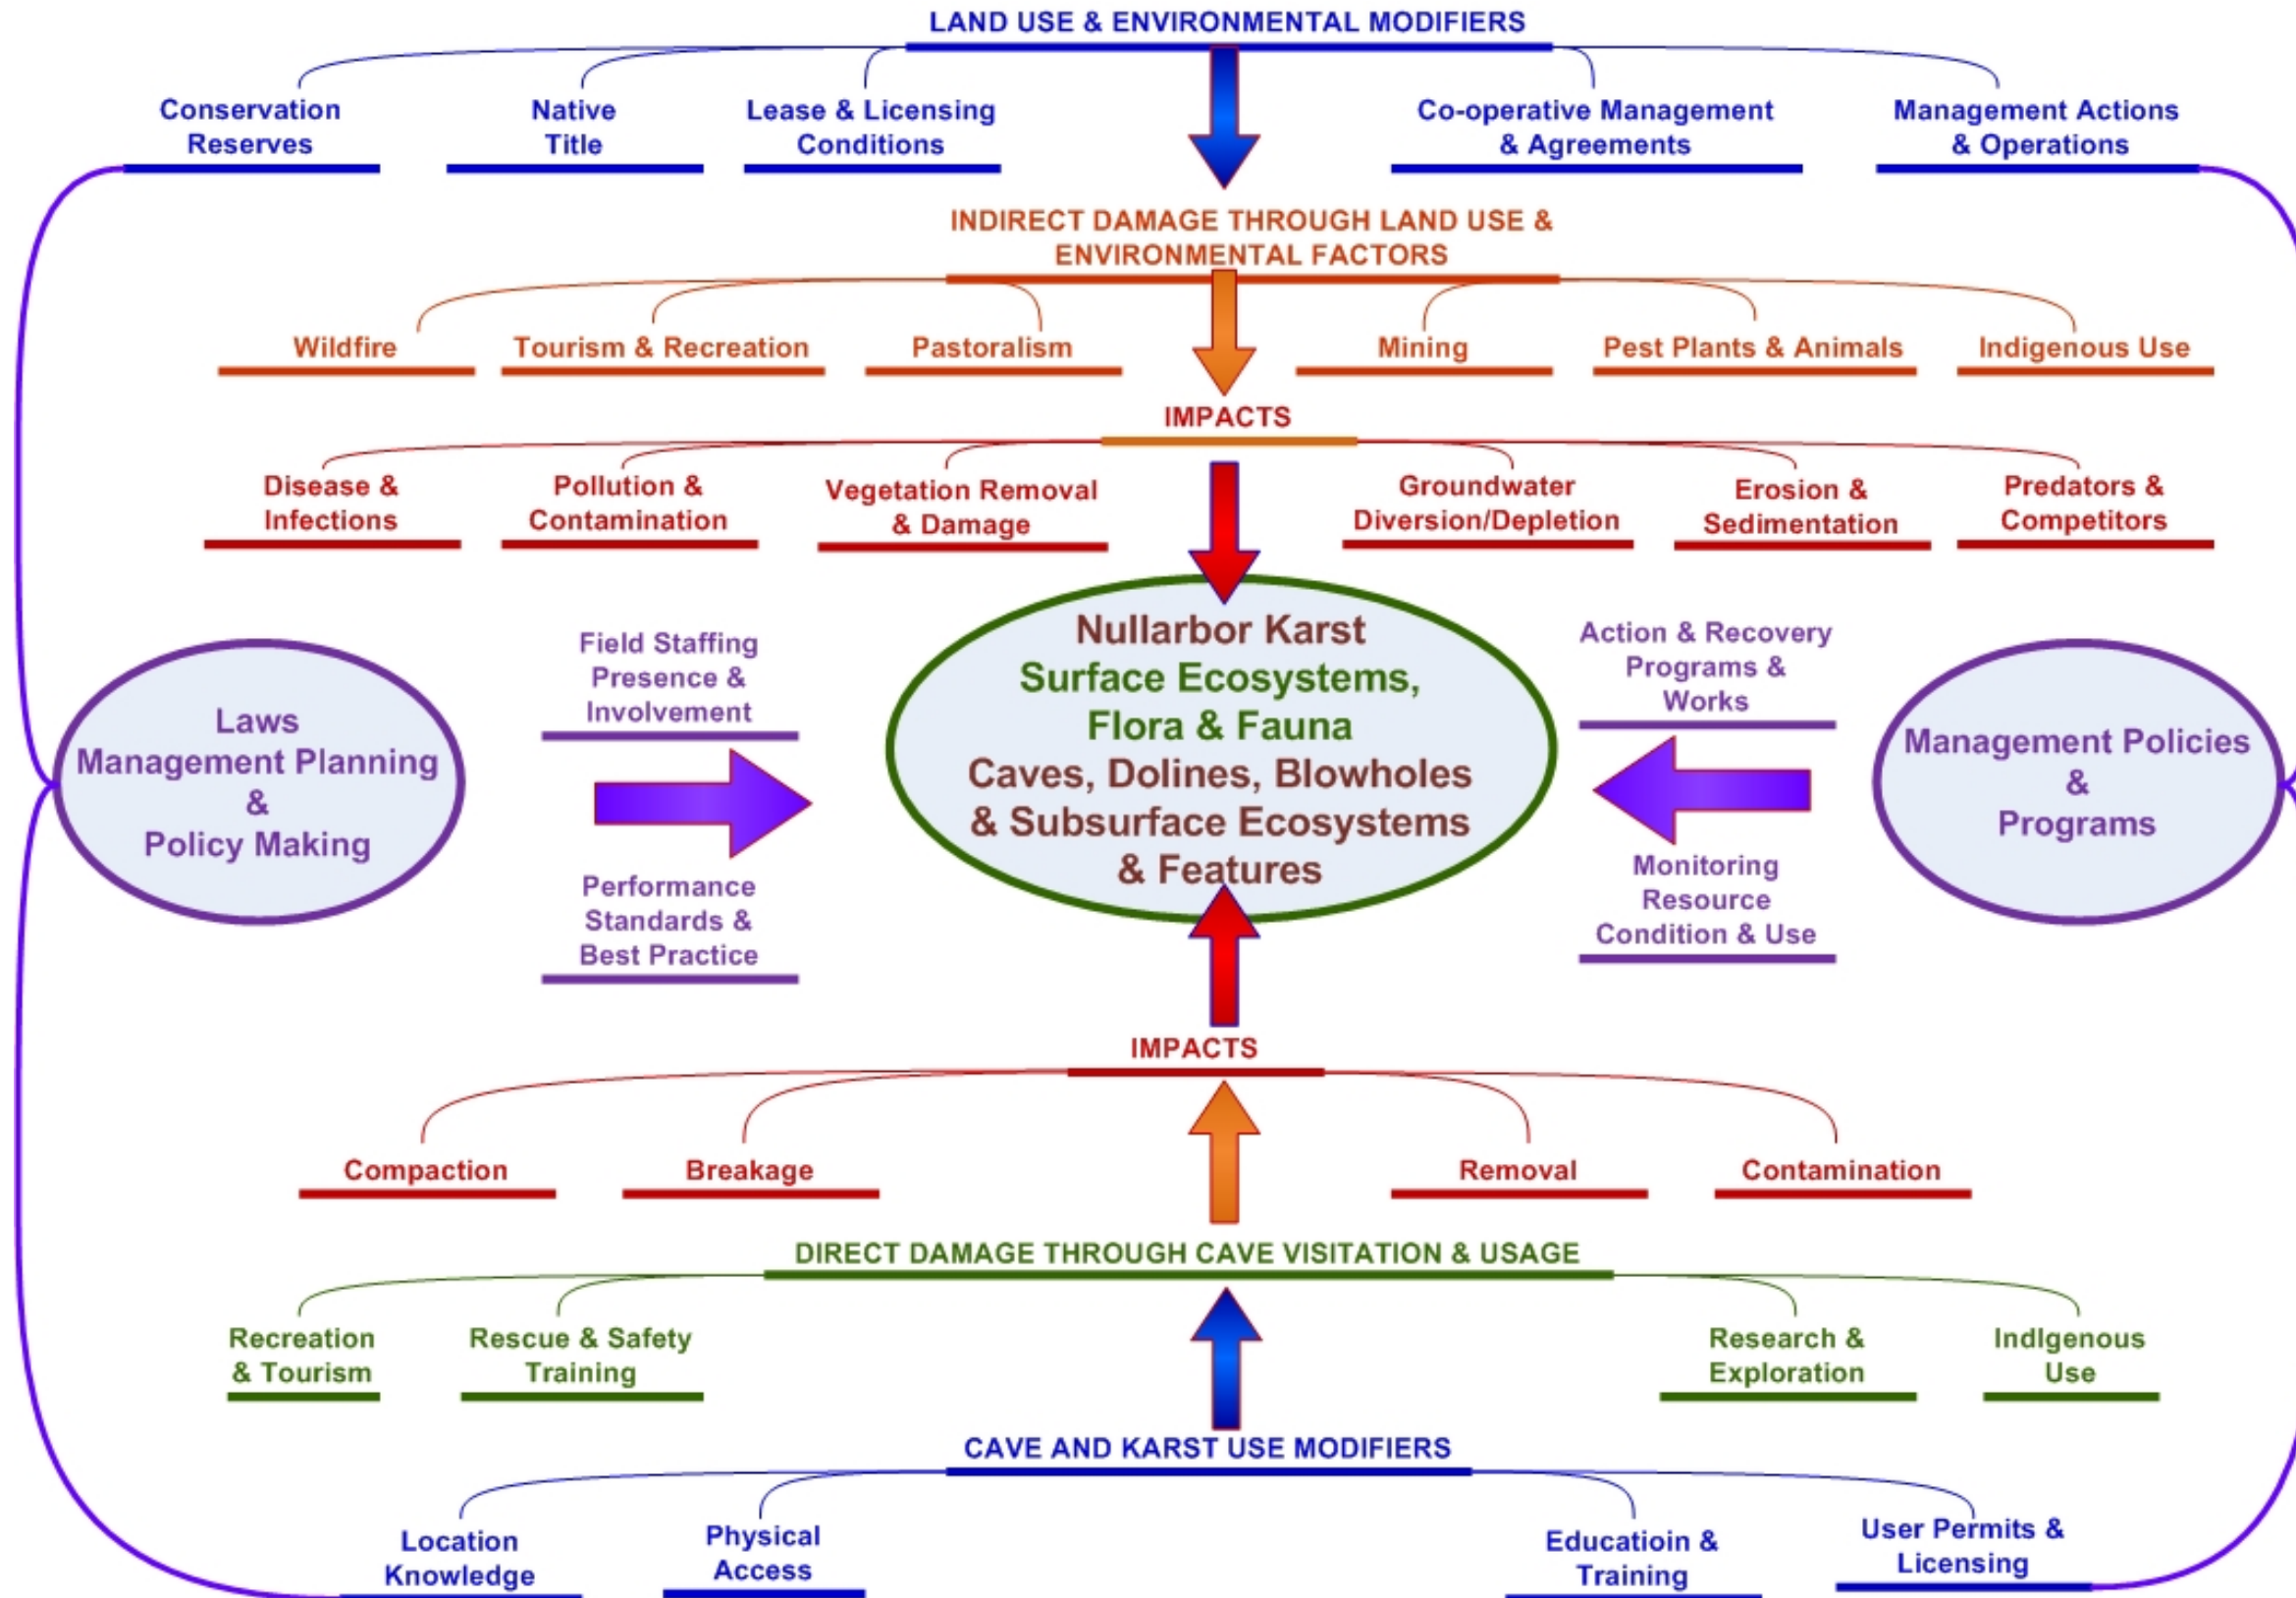 LAND USE & ENVIRONMENTAL MODIFIERS
Conservation
Reserves
Native
Title
Lease & Licensing
Conditions
Co-operative Management
& Agreements
Management Actions
& Operations
INDIRECT DAMAGE THROUGH LAND USE &
ENVIRONMENTAL FACTORS
Wildfire
Tourism & Recreation
Pastoralism
Mining
Pest Plants & Animals
Indigenous Use
IMPACTS
Disease &
Infections
Pollution &
Contamination
Vegetation Removal
& Damage
Groundwater
Diversion/Depletion
Erosion &
Sedimentation
Predators &
Competitors
Laws
Management Planning
&
Policy Making
Field Staffing
Presence &
Involvement
Performance
Standards &
Best Practice
Nullarbor Karst
Surface Ecosystems,
Flora & Fauna
Caves, Dolines, Blowholes
& Subsurface Ecosystems
& Features
Action & Recovery
Programs &
Works
Monitoring
Resource
Condition & Use
Management Policies
&
Programs
IMPACTS
Compaction
Breakage
Removal
Contamination
DIRECT DAMAGE THROUGH CAVE VISITATION & USAGE
Recreation
& Tourism
Rescue & Safety
Training
Research &
Exploration
IndIgenous
Use
CAVE AND KARST USE MODIFIERS
Location
Knowledge
Physical
Access
Educatioin &
Training
User Permits &
Licensing